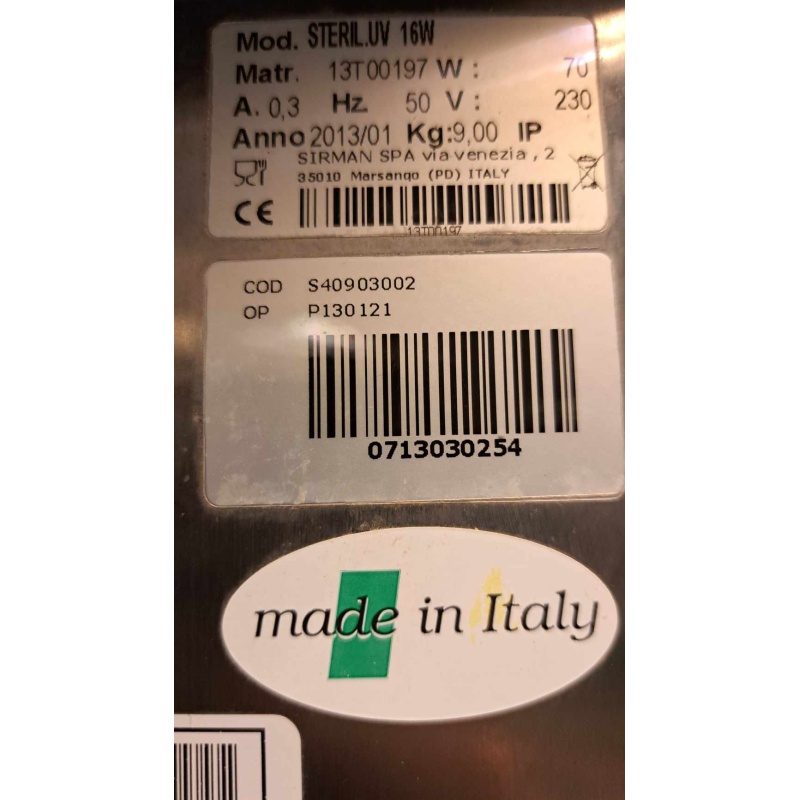 Mod. STERIL.UV 16W
Matr. 13T00197 W : 70
A. 0,3 Hz. 50 V : 230
Anno 2013/01 Kg:9,00 IP
SIRMAN SPA via venezia , 2
35010 Marsango (PD) ITALY
CE
13T00197
COD S40903002
OP P130121
0713030254
made in Italy